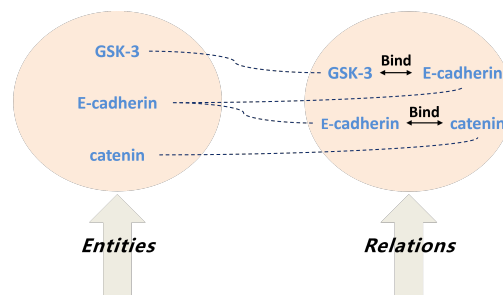 GSK-3
E-cadherin
catenin
Entities
GSK-3 Bind E-cadherin
E-cadherin Bind catenin
Relations